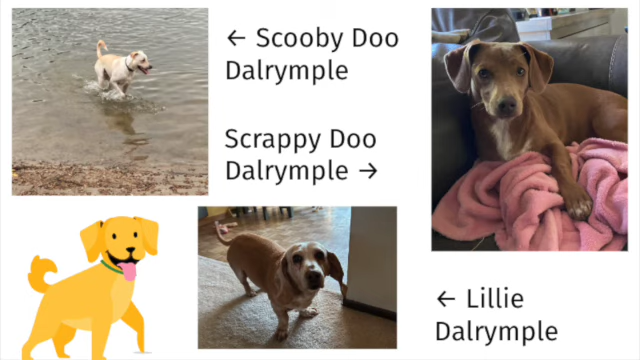 ← Scooby Doo
Dalrymple
Scrappy Doo
Dalrymple →
← Lillie
Dalrymple